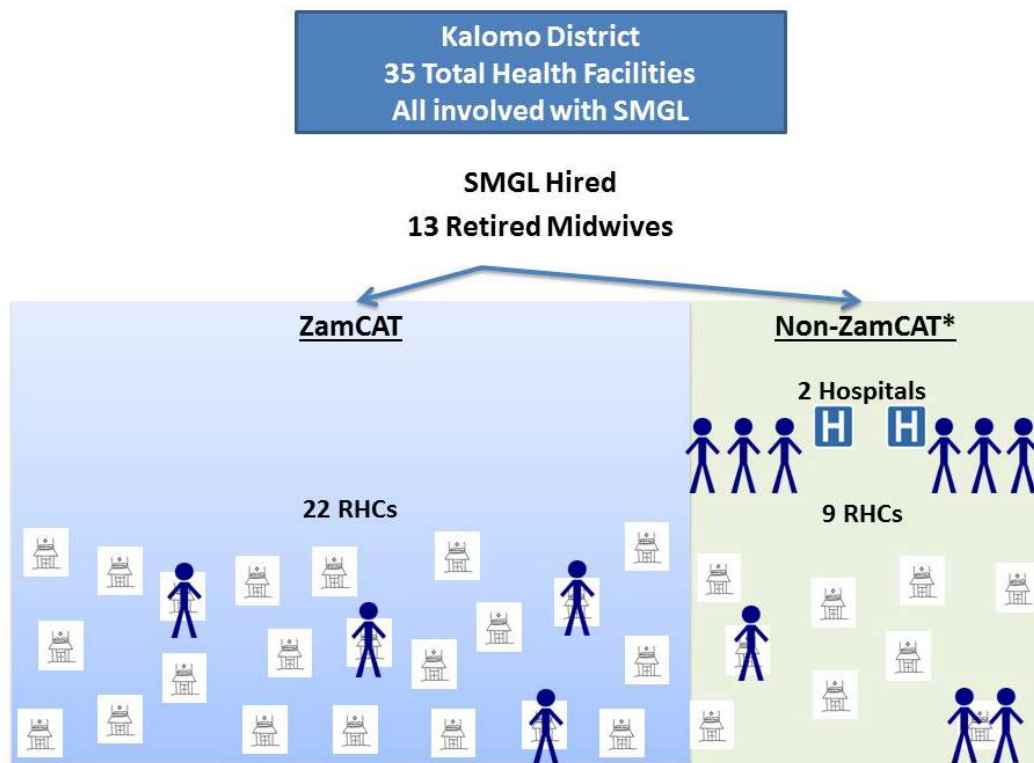 Kalomo District
35 Total Health Facilities
All involved with SMGL
SMGL Hired
13 Retired Midwives
ZamCAT
Non-ZamCAT*
2 Hospitals
H H
22 RHCs
9 RHCs